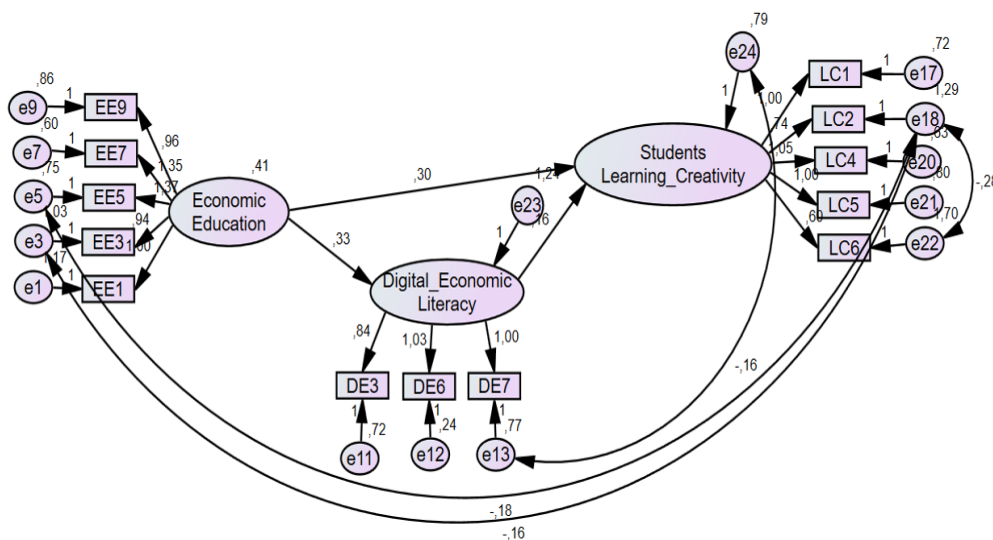 ,79
e24
,72
,86
1
LC1
1
e17
e9
1
EE9
1
1,00
1,29
,60
,74
LC2
1
e18
e7
1
EE7
,96
Students
Learning_Creativity
,05
,63
,75
1,35
,41
,30
1,24
LC4
1
e20
e5
1
EE5
1,37
Economic
Education
1,00
,60
-,28
,03
,94
e23
,16
LC5
1
e21
e3
1
EE3
1,00
,33
1
,60
1,70
1,17
LC6
1
e22
e1
1
EE1
Digital_Economic
Literacy
,84
1,03
1,00
-,16
DE3
DE6
DE7
1
,72
1
,24
1
,77
e11
e12
e13
-,18
-,16